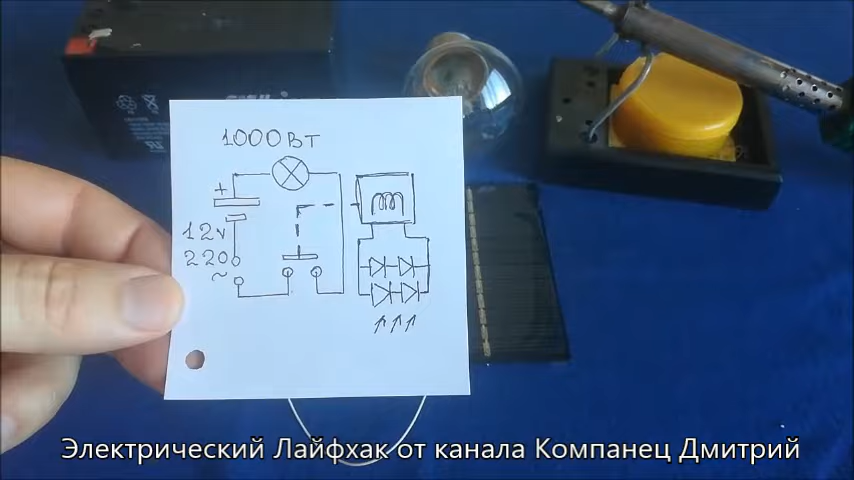 1000ВТ
+
12v
220
~
Электрический Лайфхак от канала Компанец Дмитрий